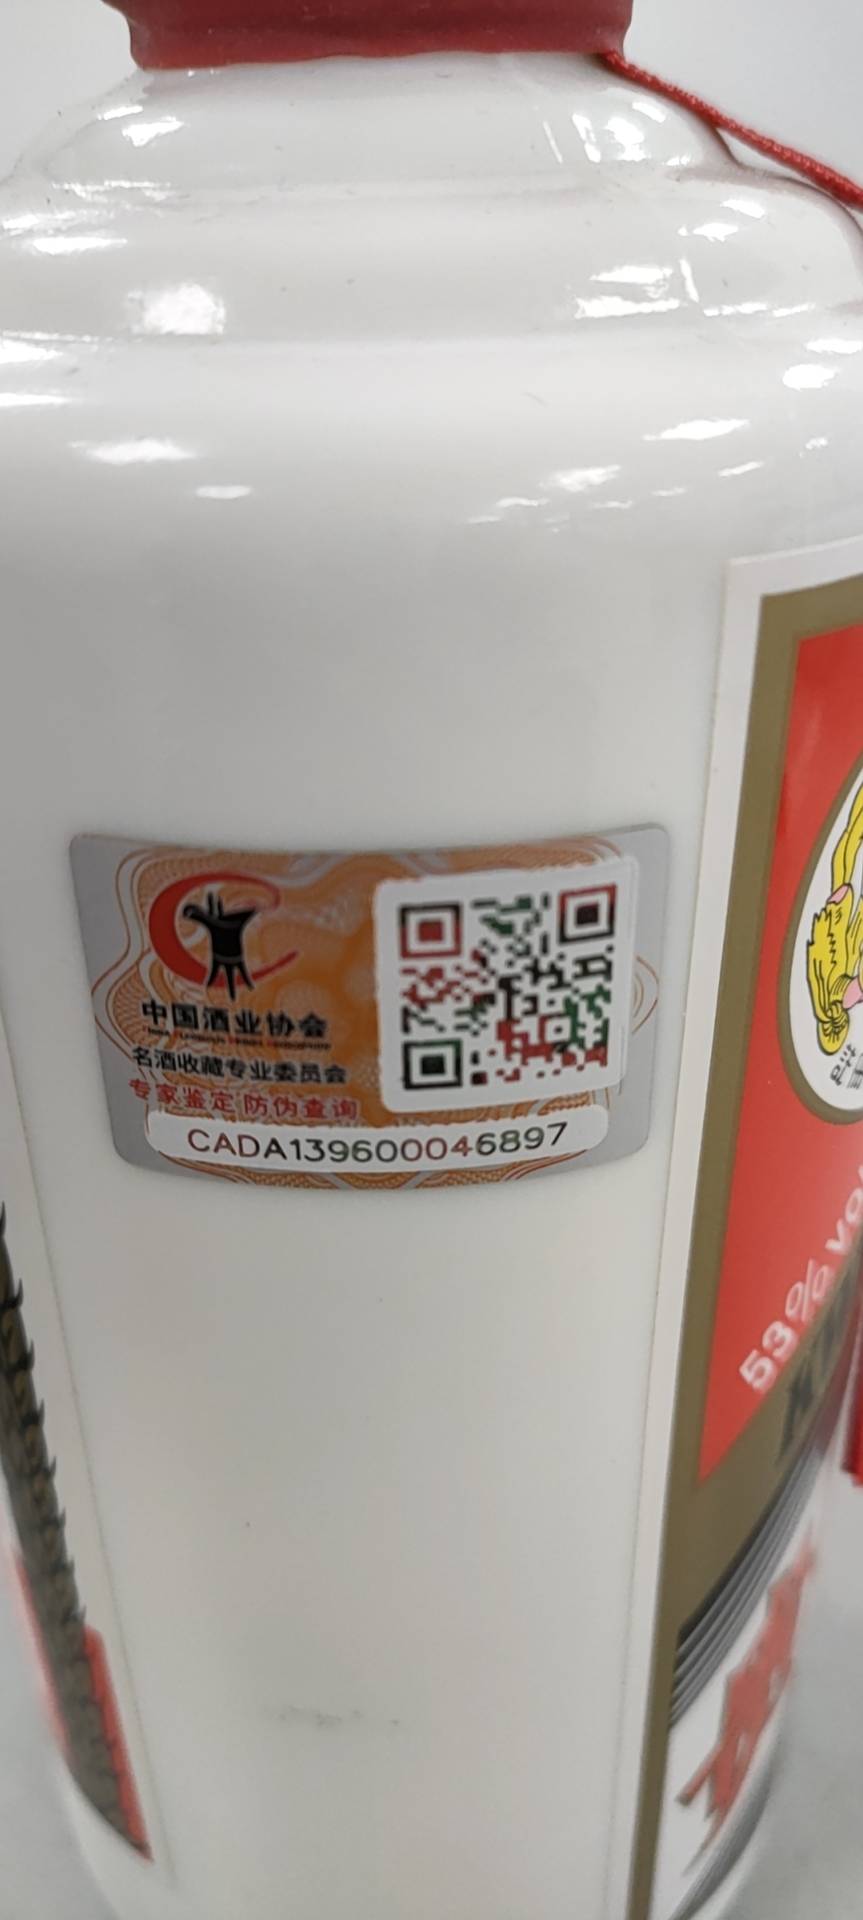 中国酒业协会
名酒收藏专业委员会
专家鉴定 防伪查询
CADA139600046897
53% VO